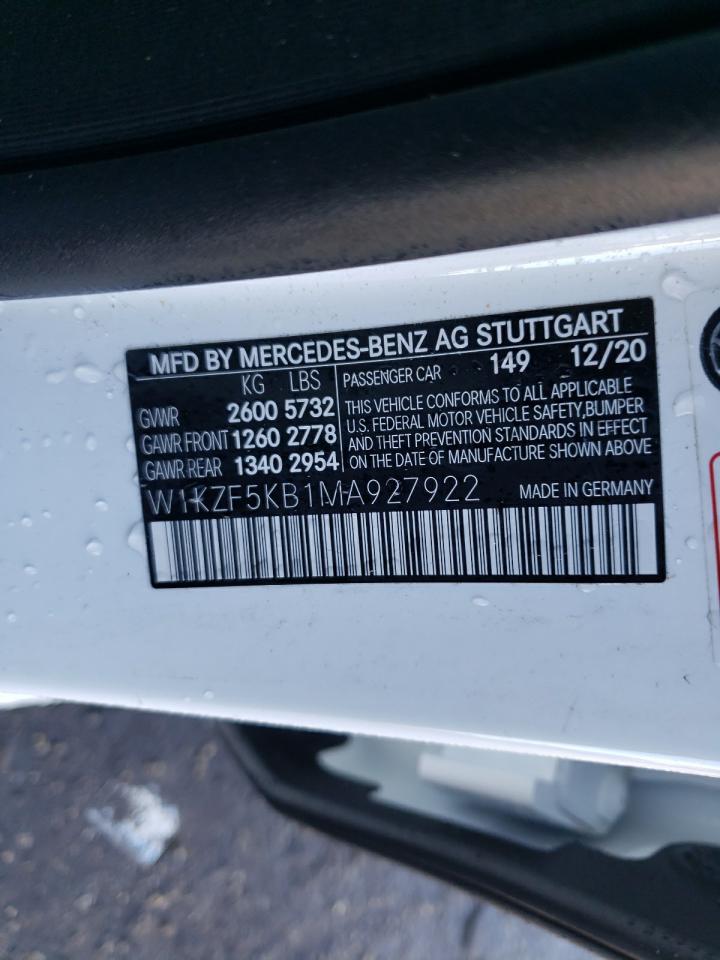 MFD BY MERCEDES-BENZ AG STUTTGART
KG LBS
GVWR 2600 5732
GAWR FRONT 1260 2778
GAWR REAR 1340 2954
PASSENGER CAR 149 12/20
THIS VEHICLE CONFORMS TO ALL APPLICABLE
U.S. FEDERAL MOTOR VEHICLE SAFETY,BUMPER
AND THEFT PREVENTION STANDARDS IN EFFECT
ON THE DATE OF MANUFACTURE SHOWN ABOVE
W1KZF5KB1MA927922 MADE IN GERMANY